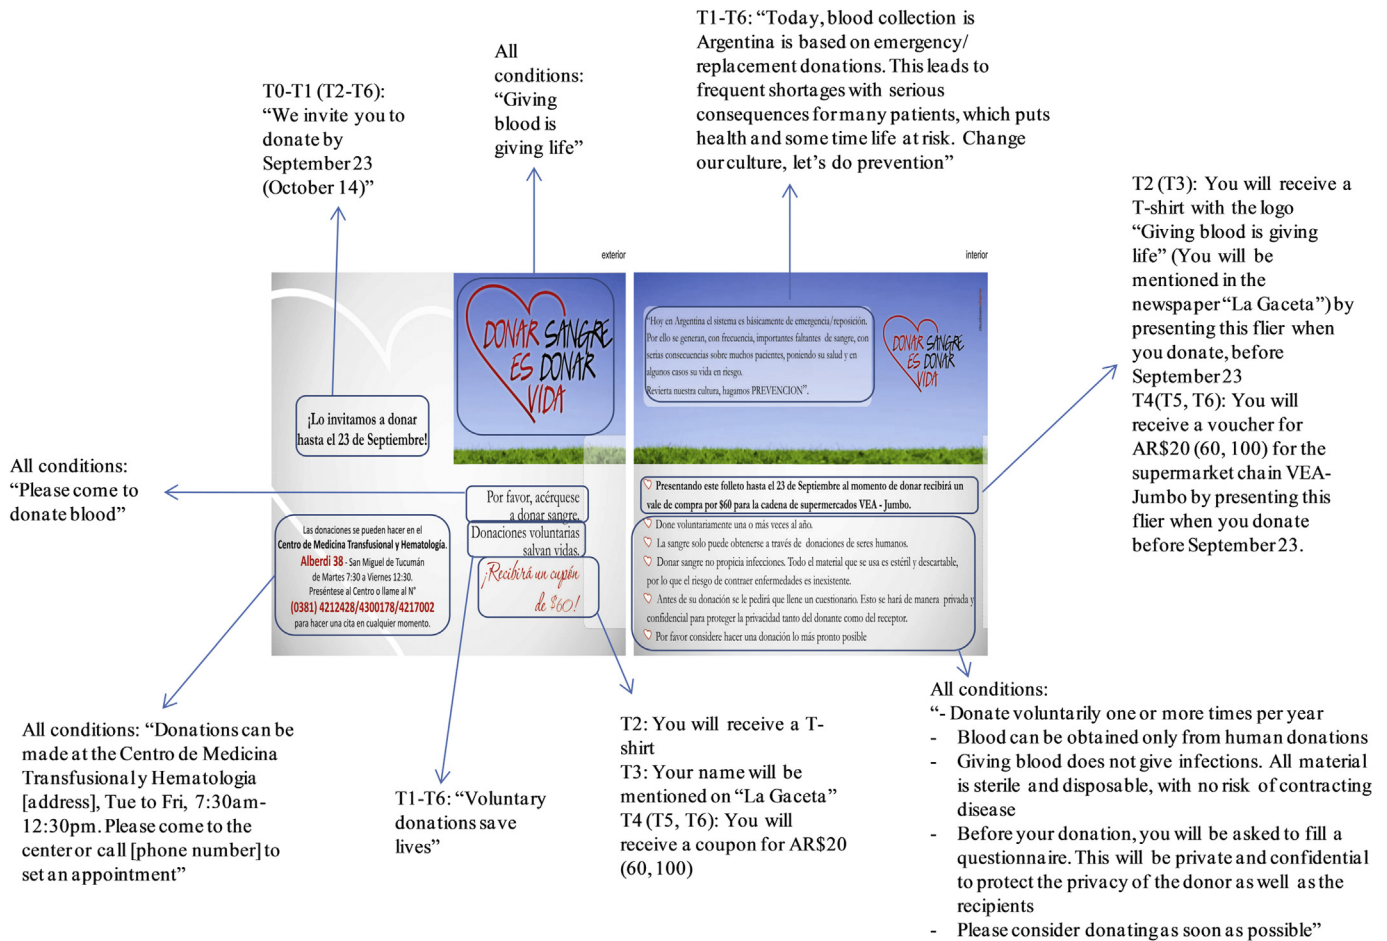 T1-T6: “Today, blood collection is
Argentina is based on emergency/
replacement donations. This leads to
frequent shortages with serious
consequences for many patients, which puts
health and some time life at risk. Change
our culture, let’s do prevention”
All
conditions:
“Giving
blood is
giving life”
T0-T1 (T2-T6):
“We invite you to
donate by
September 23
(October 14)”
T2 (T3): You will receive a
T-shirt with the logo
“Giving blood is giving
life” (You will be
mentioned in the
newspaper “La Gaceta”) by
presenting this flier when
you donate, before
September 23
T4(T5, T6): You will
receive a voucher for
AR$20 (60, 100) for the
supermarket chain VEA-
Jumbo by presenting this
flier when you donate
before September 23.
exterior
interior
DONAR SANGRE
ES DONAR
VIDA
“Hoy en Argentina el sistema es básicamente de emergencia/reposición.
Por ello se generan, con frecuencia, importantes faltantes de sangre, con
serias consecuencias sobre muchos pacientes, poniendo su salud y en
algunos casos su vida en riesgo.
Revierta nuestra cultura, hagamos PREVENCION”.
DONAR SANGRE
ES DONAR
VIDA
¡Lo invitamos a donar
hasta el 23 de Septiembre!
All conditions:
“Please come to
donate blood”
Por favor, acérquese
a donar sangre.
Donaciones voluntarias
salvan vidas.
¡Recibirá un cupón
de $60!
Las donaciones se pueden hacer en el
Centro de Medicina Transfusional y Hematología.
Alberdi 38 - San Miguel de Tucumán
de Martes 7:30 a Viernes 12:30.
Preséntese al Centro o llame al N°
(0381) 4212428/4300178/4217002
para hacer una cita en cualquier momento.
Presentando este folleto hasta el 23 de Septiembre al momento de donar recibirá un
vale de compra por $60 para la cadena de supermercados VEA - Jumbo.
Done voluntariamente una o más veces al año.
La sangre solo puede obtenerse a través de donaciones de seres humanos.
Donar sangre no propicia infecciones. Todo el material que se usa es estéril y descartable,
por lo que el riesgo de contraer enfermedades es inexistente.
Antes de su donación se le pedirá que llene un cuestionario. Esto se hará de manera privada y
confidencial para proteger la privacidad tanto del donante como del receptor.
Por favor considere hacer una donación lo más pronto posible
All conditions: “Donations can be
made at the Centro de Medicina
Transfusional y Hematologia
[address], Tue to Fri, 7:30am-
12:30pm. Please come to the
center or call [phone number] to
set an appointment”
T1-T6: “Voluntary
donations save
lives”
T2: You will receive a T-
shirt
T3: Your name will be
mentioned on “La Gaceta”
T4 (T5, T6): You will
receive a coupon for AR$20
(60, 100)
All conditions:
“- Donate voluntarily one or more times per year
- Blood can be obtained only from human donations
- Giving blood does not give infections. All material
is sterile and disposable, with no risk of contracting
disease
- Before your donation, you will be asked to fill a
questionnaire. This will be private and confidential
to protect the privacy of the donor as well as the
recipients
- Please consider donating as soon as possible”